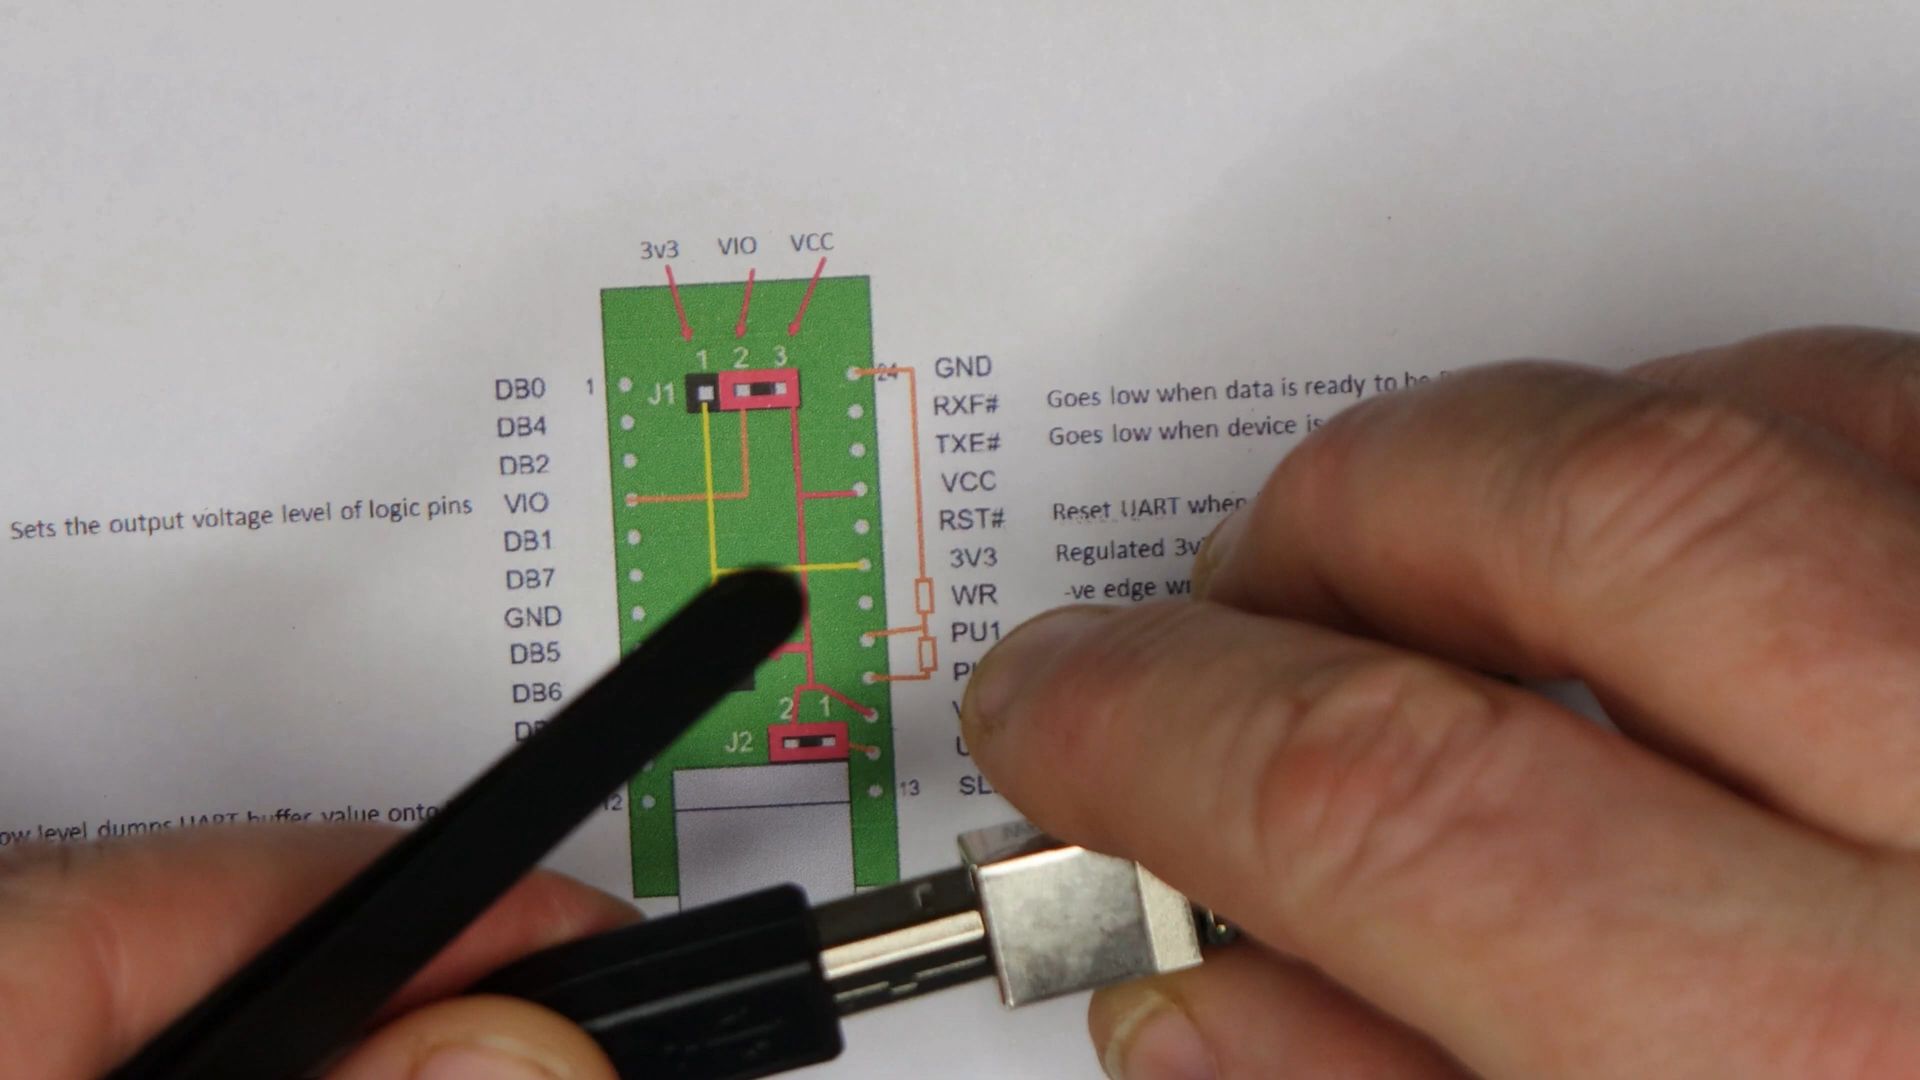 3v3 VIO VCC
1 2 3
J1
DB0 1 24 GND
DB4 RXF# Goes low when data is ready to be
DB2 TXE# Goes low when device is
Sets the output voltage level of logic pins VIO VCC
DB1 RST# Reset UART when
DB7 3V3 Regulated
GND WR -ve edge
DB5 PU1
DB6
2 1
J2
12 13
low level dumps UART buffer value onto